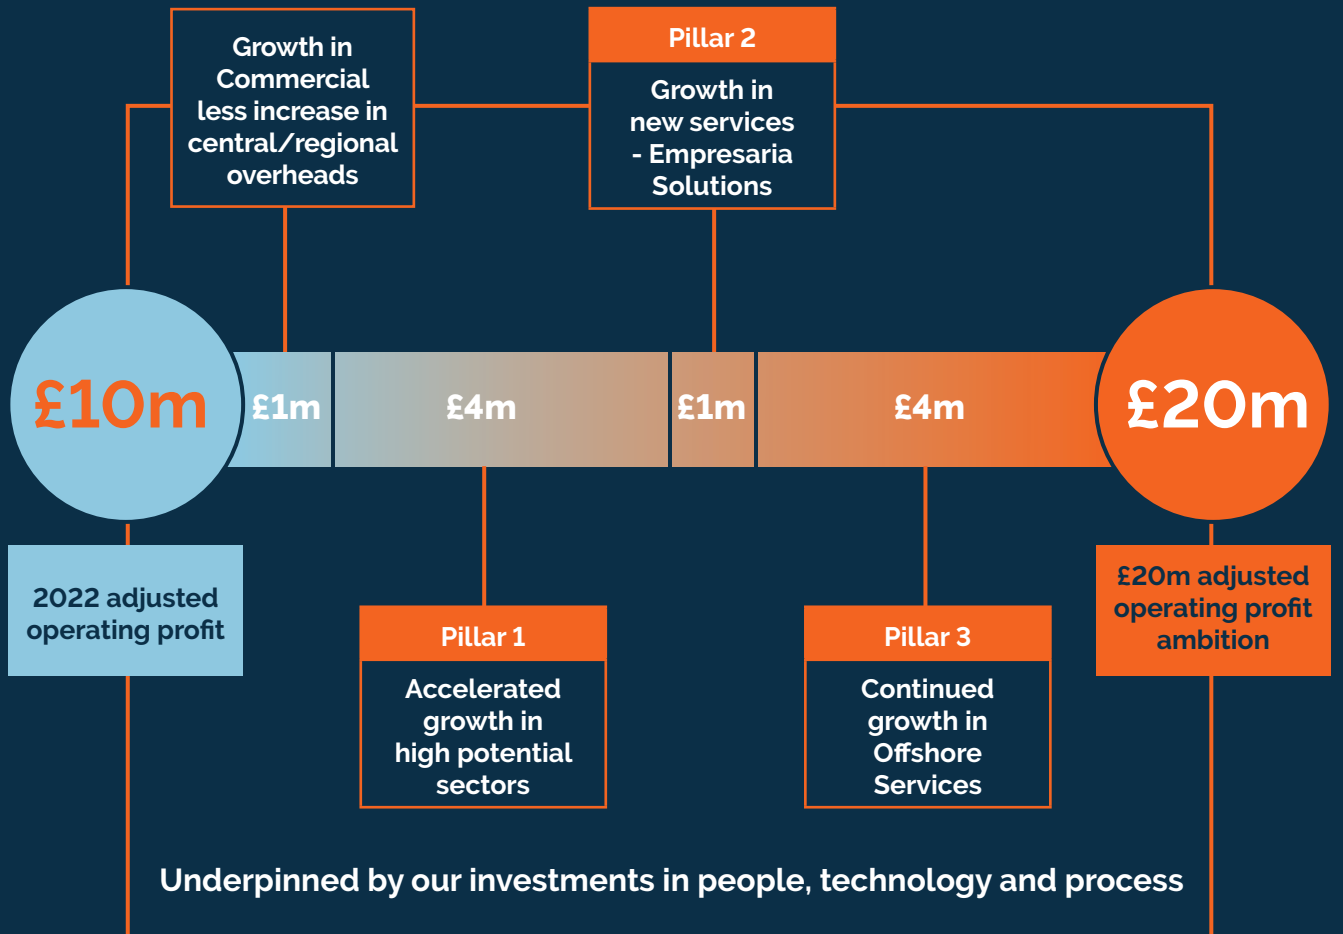 Growth in
Commercial
less increase in
central/regional
overheads
Pillar 2
Growth in
new services
- Empresaria
Solutions
£10m
£1m
£4m
£1m
£4m
£20m
2022 adjusted
operating profit
Pillar 1
Accelerated
growth in
high potential
sectors
Pillar 3
Continued
growth in
Offshore
Services
£20m adjusted
operating profit
ambition
Underpinned by our investments in people, technology and process